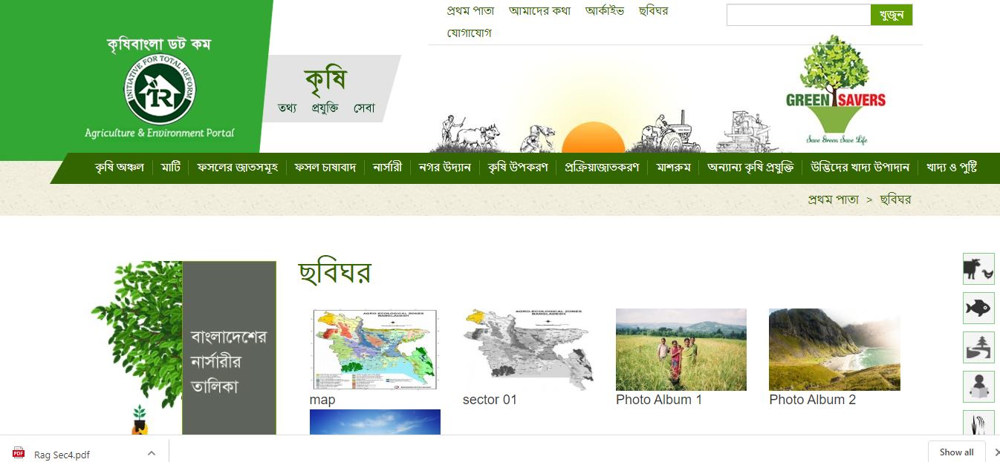 প্রথম পাতা আমাদের কথা আর্কাইভ ছবিঘর
যোগাযোগ
খুজুন
কৃষিবাংলা ডট কম
INITIATIVE FOR TOTAL REFORM
ITR
Agriculture & Environment Portal
কৃষি
তথ্য প্রযুক্তি সেবা
GREEN SAVERS
Save Green Save Life
কৃষি অঞ্চল মাটি ফসলের জাতসমূহ ফসল চাষাবাদ নার্সারী নগর উদ্যান কৃষি উপকরণ প্রক্রিয়াজাতকরণ মাশরুম অন্যান্য কৃষি প্রযুক্তি উদ্ভিদের খাদ্য উপাদান খাদ্য ও পুষ্টি
প্রথম পাতা > ছবিঘর
বাংলাদেশের
নার্সারীর
তালিকা
ছবিঘর
AGRO-ECOLOGICAL ZONES
BANGLADESH
AGRO-ECOLOGICAL ZONES
BANGLADESH
map sector 01 Photo Album 1 Photo Album 2
PDF
Rag Sec4.pdf
Show all